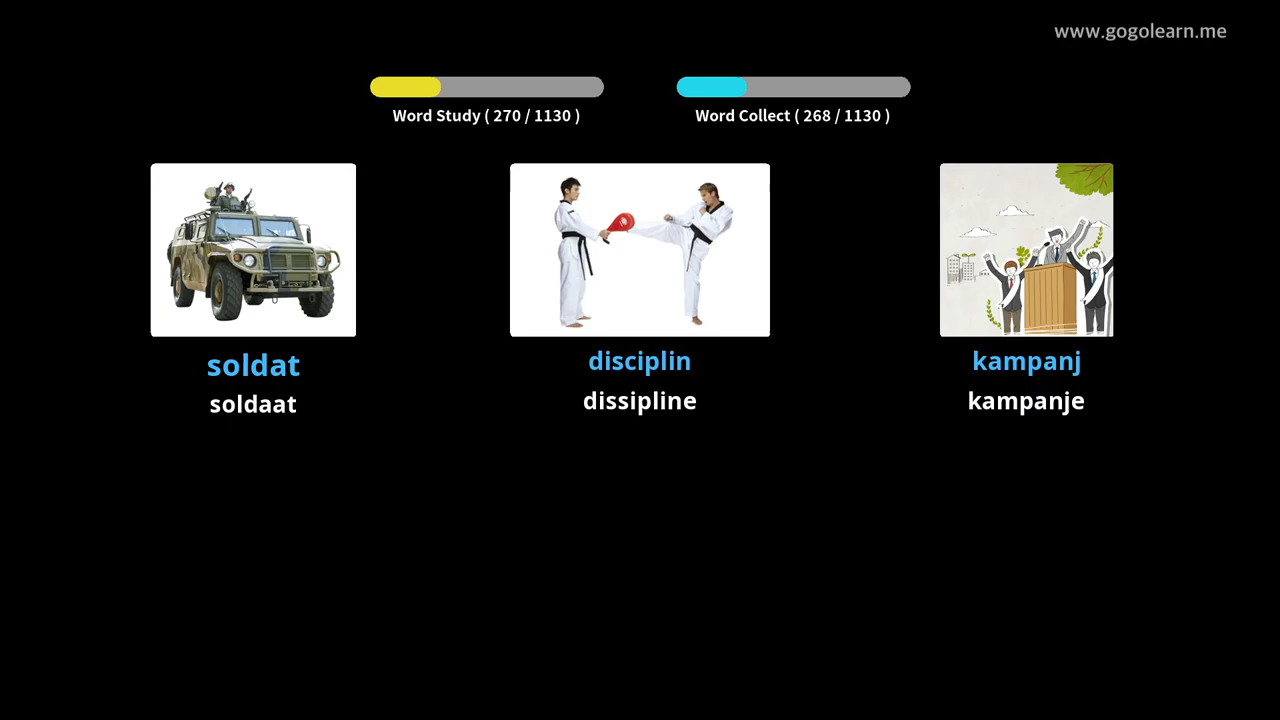 www.gogolearn.me
Word Study ( 270 / 1130 )
Word Collect ( 268 / 1130 )
soldat
soldaat
disciplin
dissipline
kampanj
kampanje